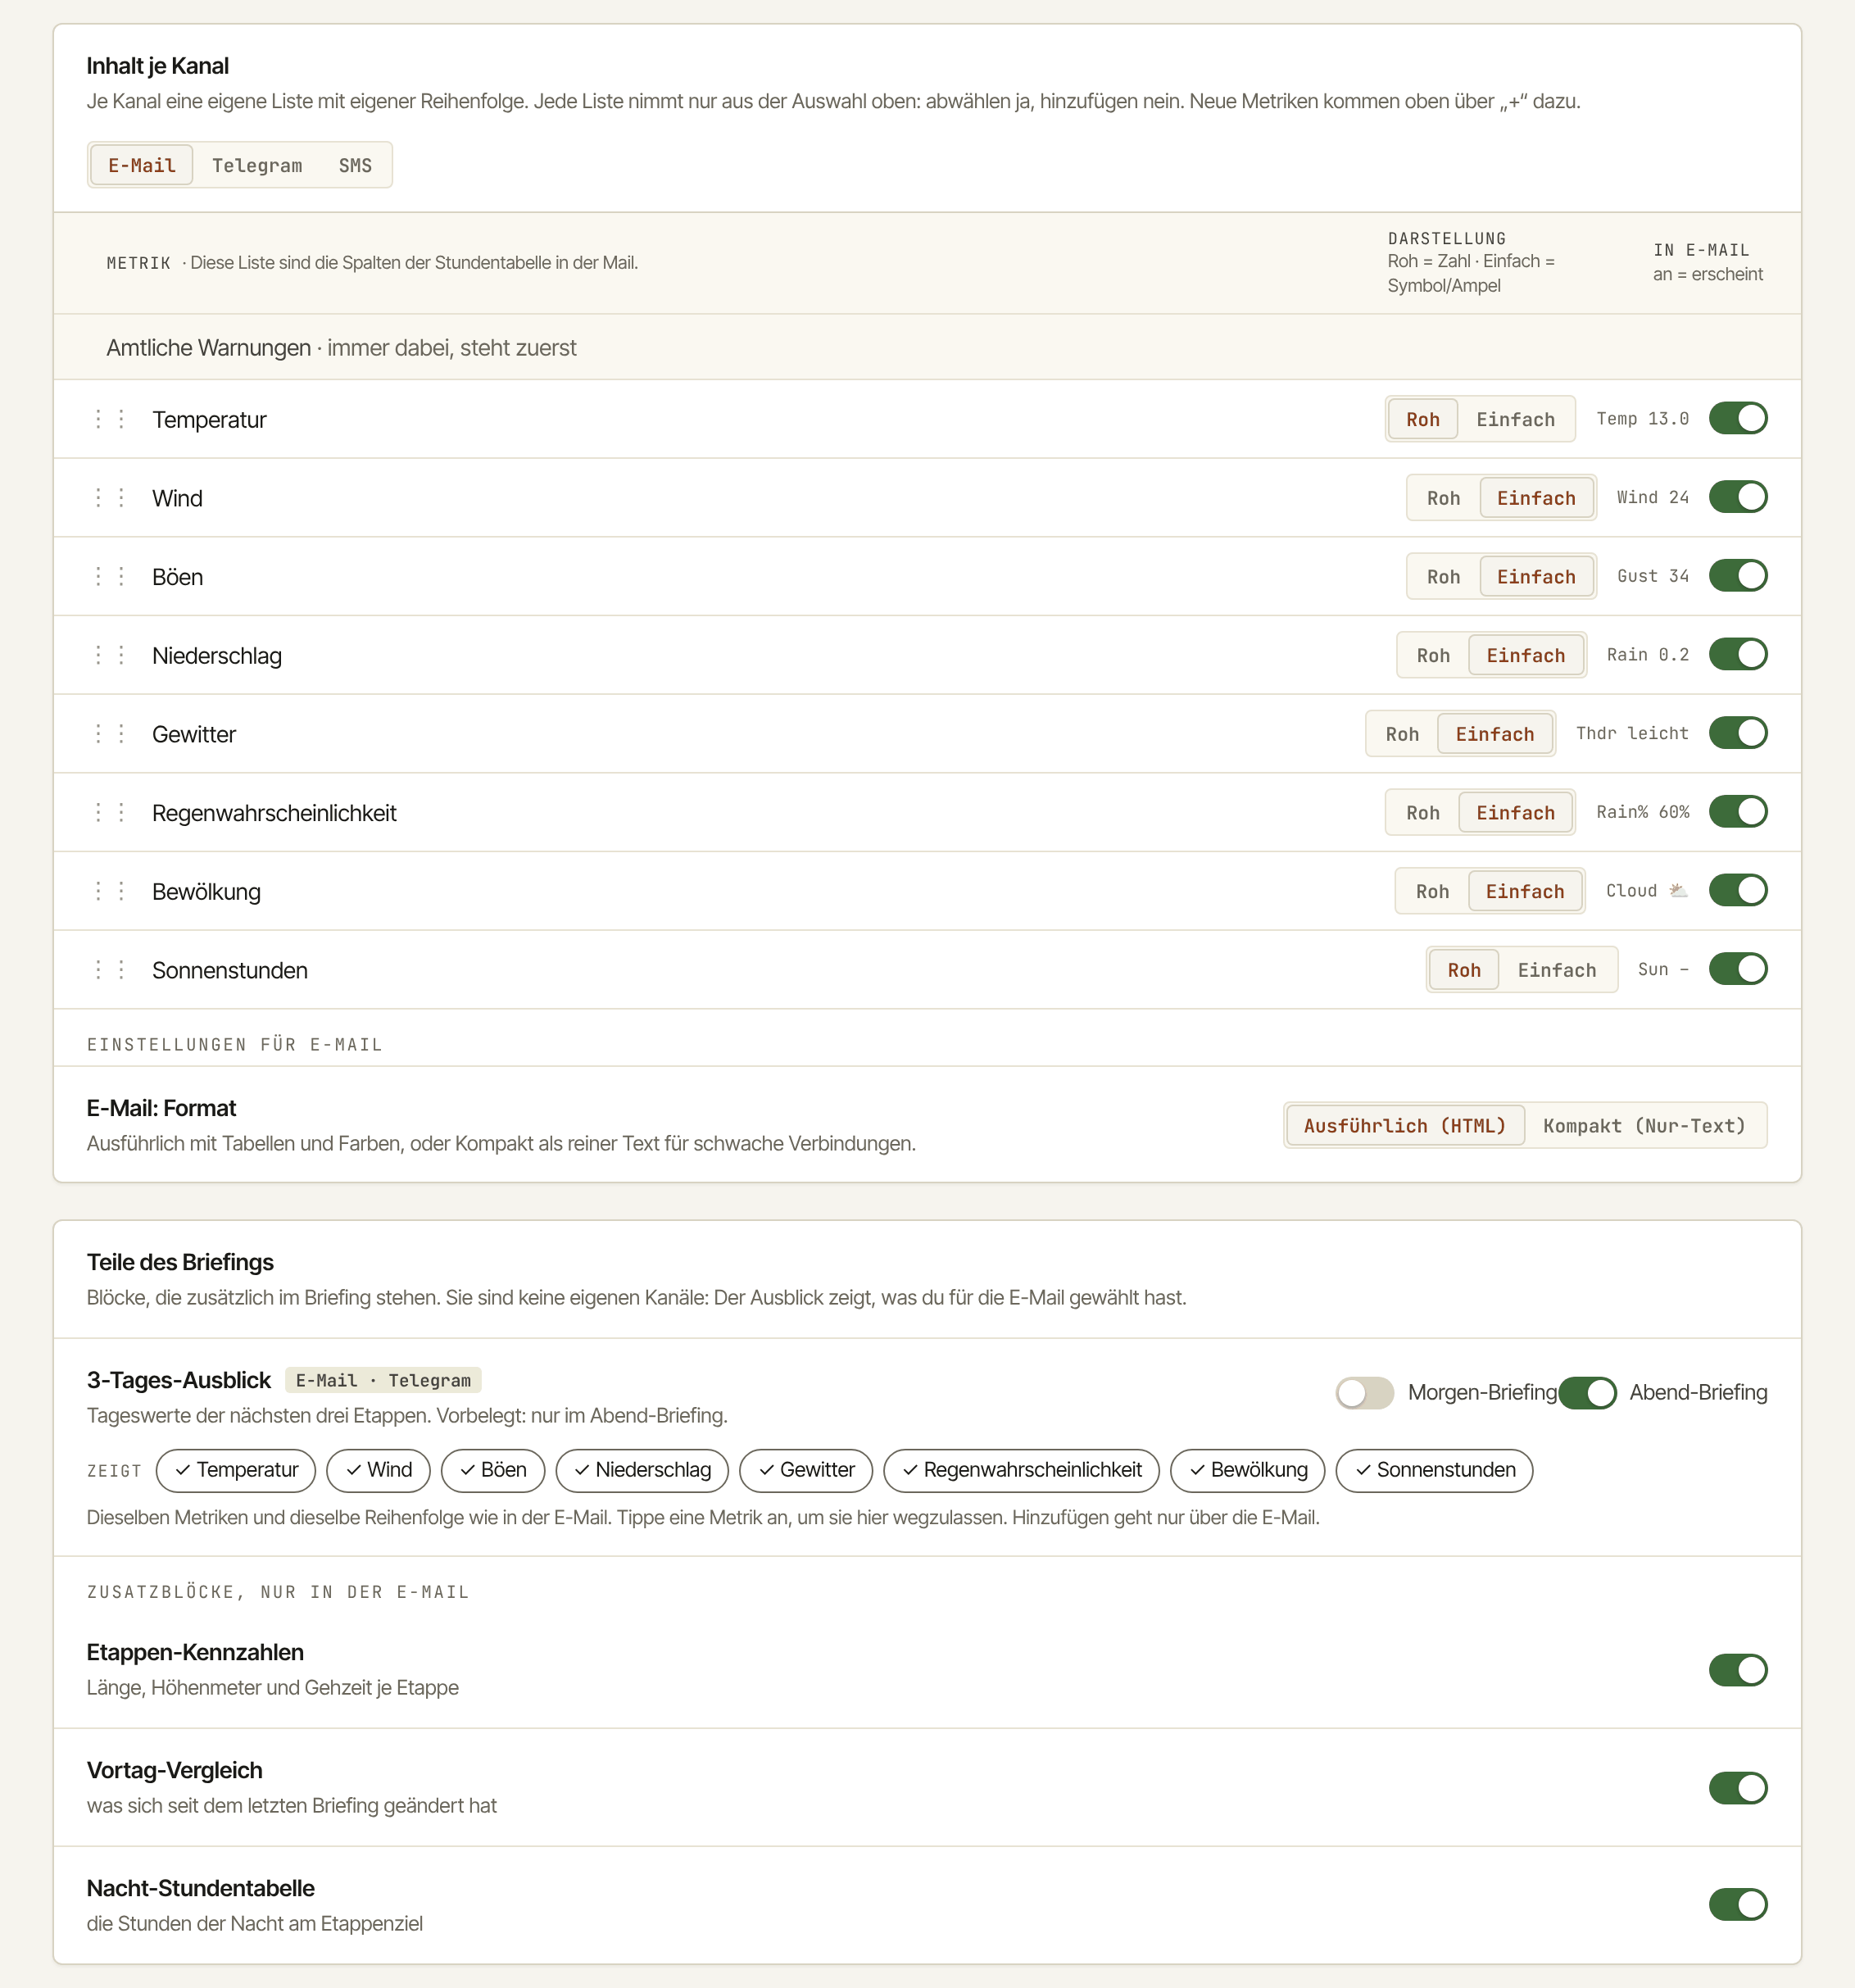 Inhalt je Kanal
Je Kanal eine eigene Liste mit eigener Reihenfolge. Jede Liste nimmt nur aus der Auswahl oben: abwählen ja, hinzufügen nein. Neue Metriken kommen oben über „+“ dazu.
E-Mail Telegram SMS
METRIK · Diese Liste sind die Spalten der Stundentabelle in der Mail.
DARSTELLUNG
Roh = Zahl · Einfach =
Symbol/Ampel
IN E-MAIL
an = erscheint
Amtliche Warnungen · immer dabei, steht zuerst
Temperatur Roh Einfach Temp 13.0
Wind Roh Einfach Wind 24
Böen Roh Einfach Gust 34
Niederschlag Roh Einfach Rain 0.2
Gewitter Roh Einfach Thdr leicht
Regenwahrscheinlichkeit Roh Einfach Rain% 60%
Bewölkung Roh Einfach Cloud ⛅
Sonnenstunden Roh Einfach Sun –
EINSTELLUNGEN FÜR E-MAIL
E-Mail: Format
Ausführlich mit Tabellen und Farben, oder Kompakt als reiner Text für schwache Verbindungen.
Ausführlich (HTML) Kompakt (Nur-Text)
Teile des Briefings
Blöcke, die zusätzlich im Briefing stehen. Sie sind keine eigenen Kanäle: Der Ausblick zeigt, was du für die E-Mail gewählt hast.
3-Tages-Ausblick E-Mail · Telegram
Tageswerte der nächsten drei Etappen. Vorbelegt: nur im Abend-Briefing.
Morgen-Briefing Abend-Briefing
ZEIGT ✓ Temperatur ✓ Wind ✓ Böen ✓ Niederschlag ✓ Gewitter ✓ Regenwahrscheinlichkeit ✓ Bewölkung ✓ Sonnenstunden
Dieselben Metriken und dieselbe Reihenfolge wie in der E-Mail. Tippe eine Metrik an, um sie hier wegzulassen. Hinzufügen geht nur über die E-Mail.
ZUSATZBLÖCKE, NUR IN DER E-MAIL
Etappen-Kennzahlen
Länge, Höhenmeter und Gehzeit je Etappe
Vortag-Vergleich
was sich seit dem letzten Briefing geändert hat
Nacht-Stundentabelle
die Stunden der Nacht am Etappenziel